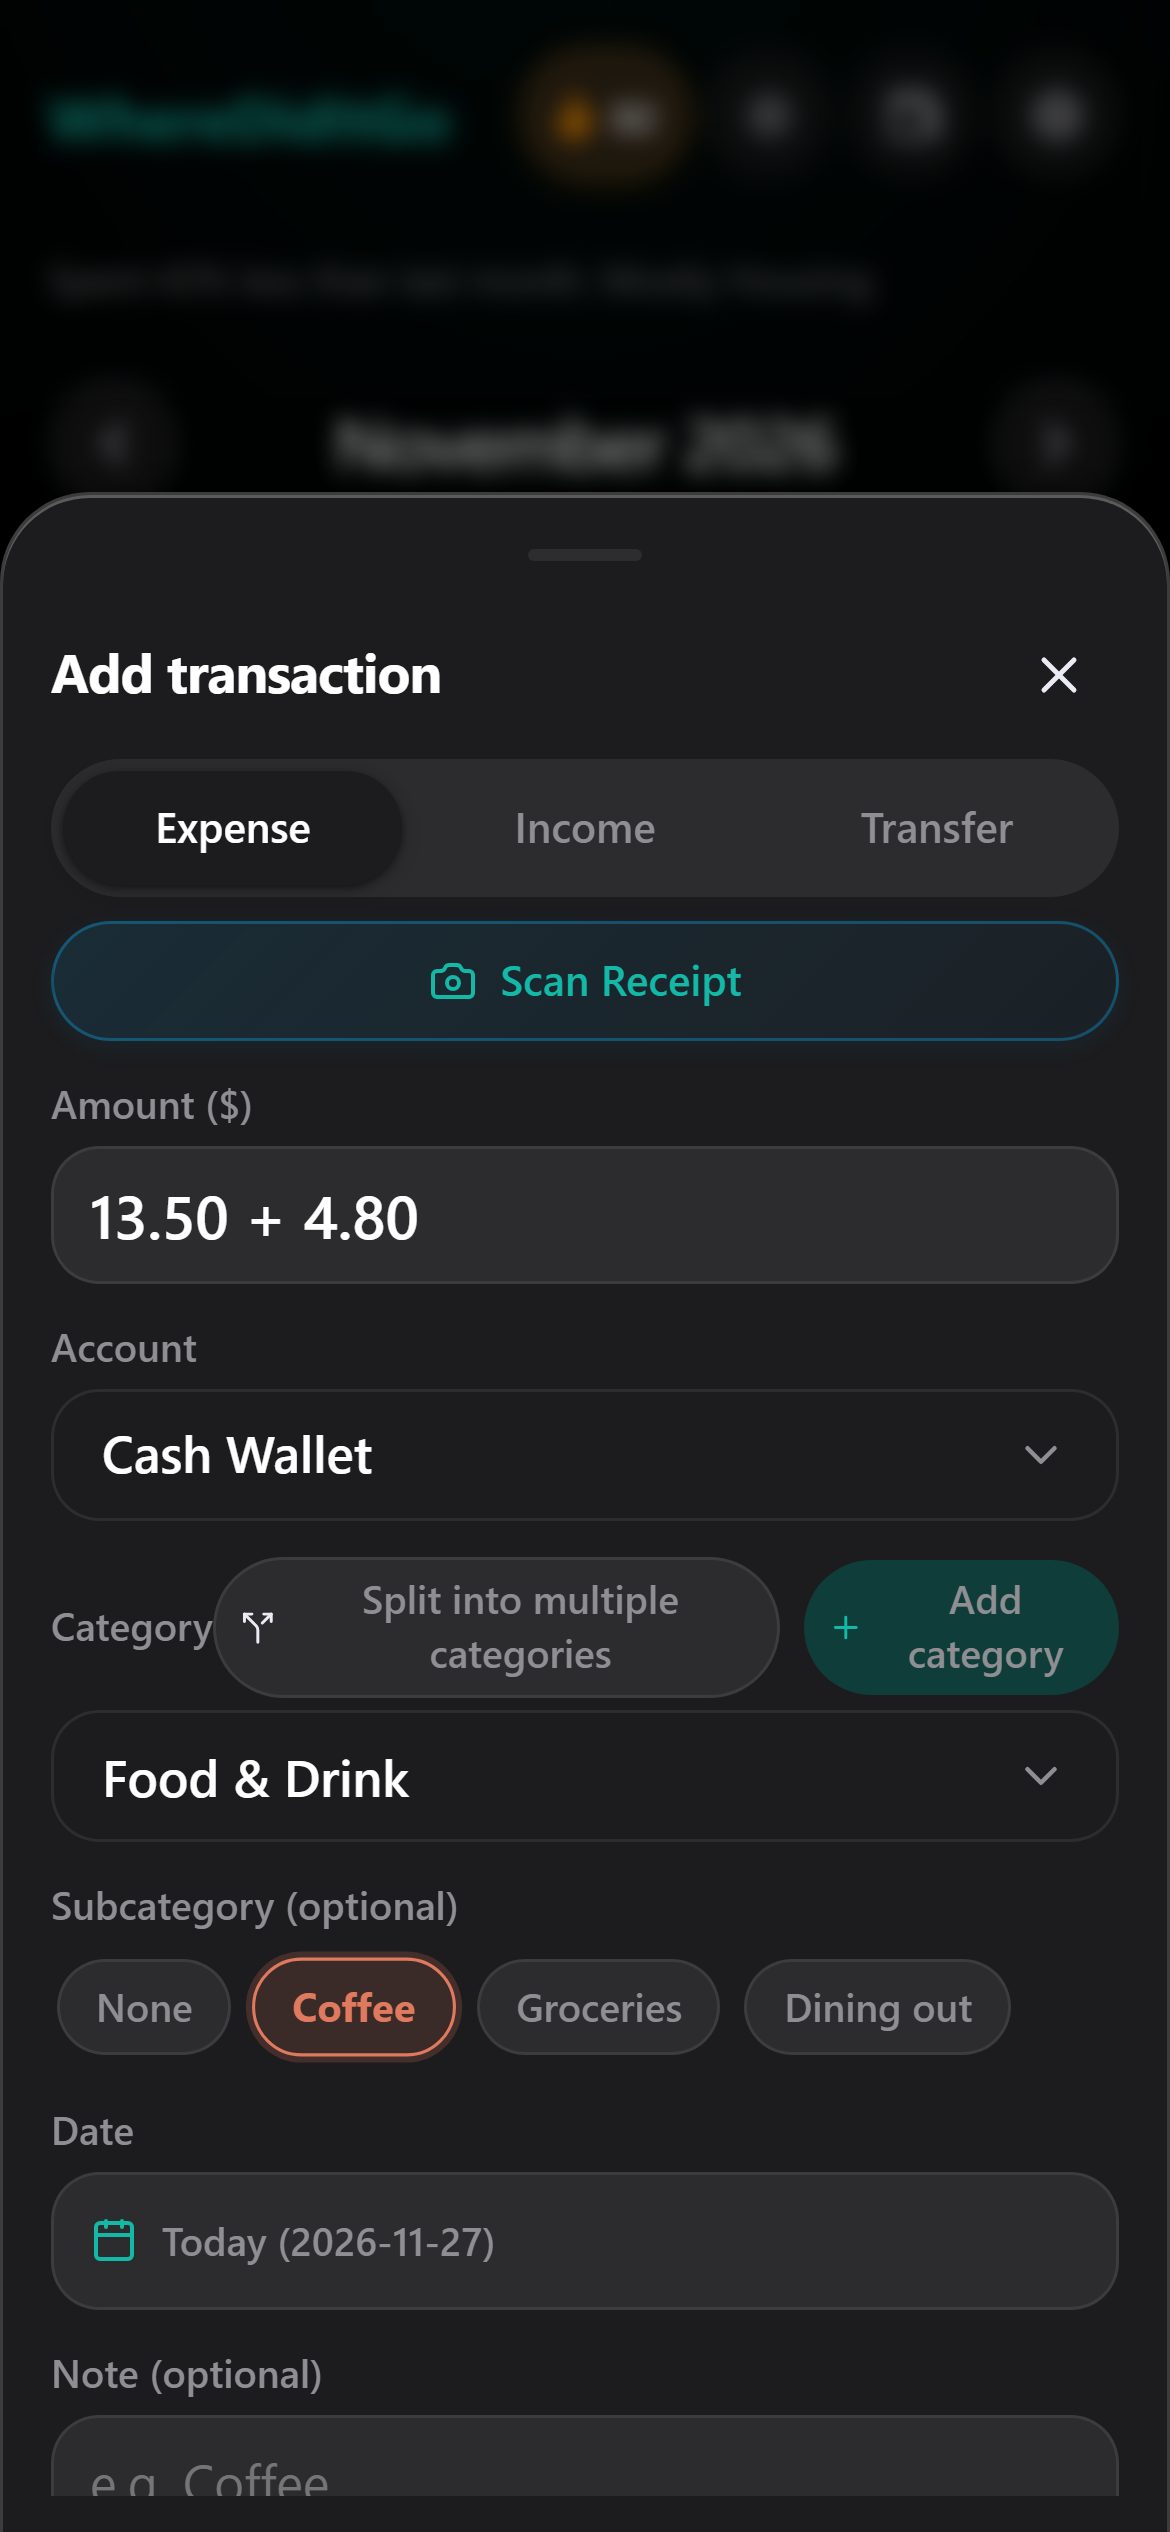 November 2026
Add transaction
Expense
Income
Transfer
Scan Receipt
Amount ($)
13.50 + 4.80
Account
Cash Wallet
Category
Split into multiple
categories
+ Add
category
Food & Drink
Subcategory (optional)
None
Coffee
Groceries
Dining out
Date
Today (2026-11-27)
Note (optional)
e.g. Coffee